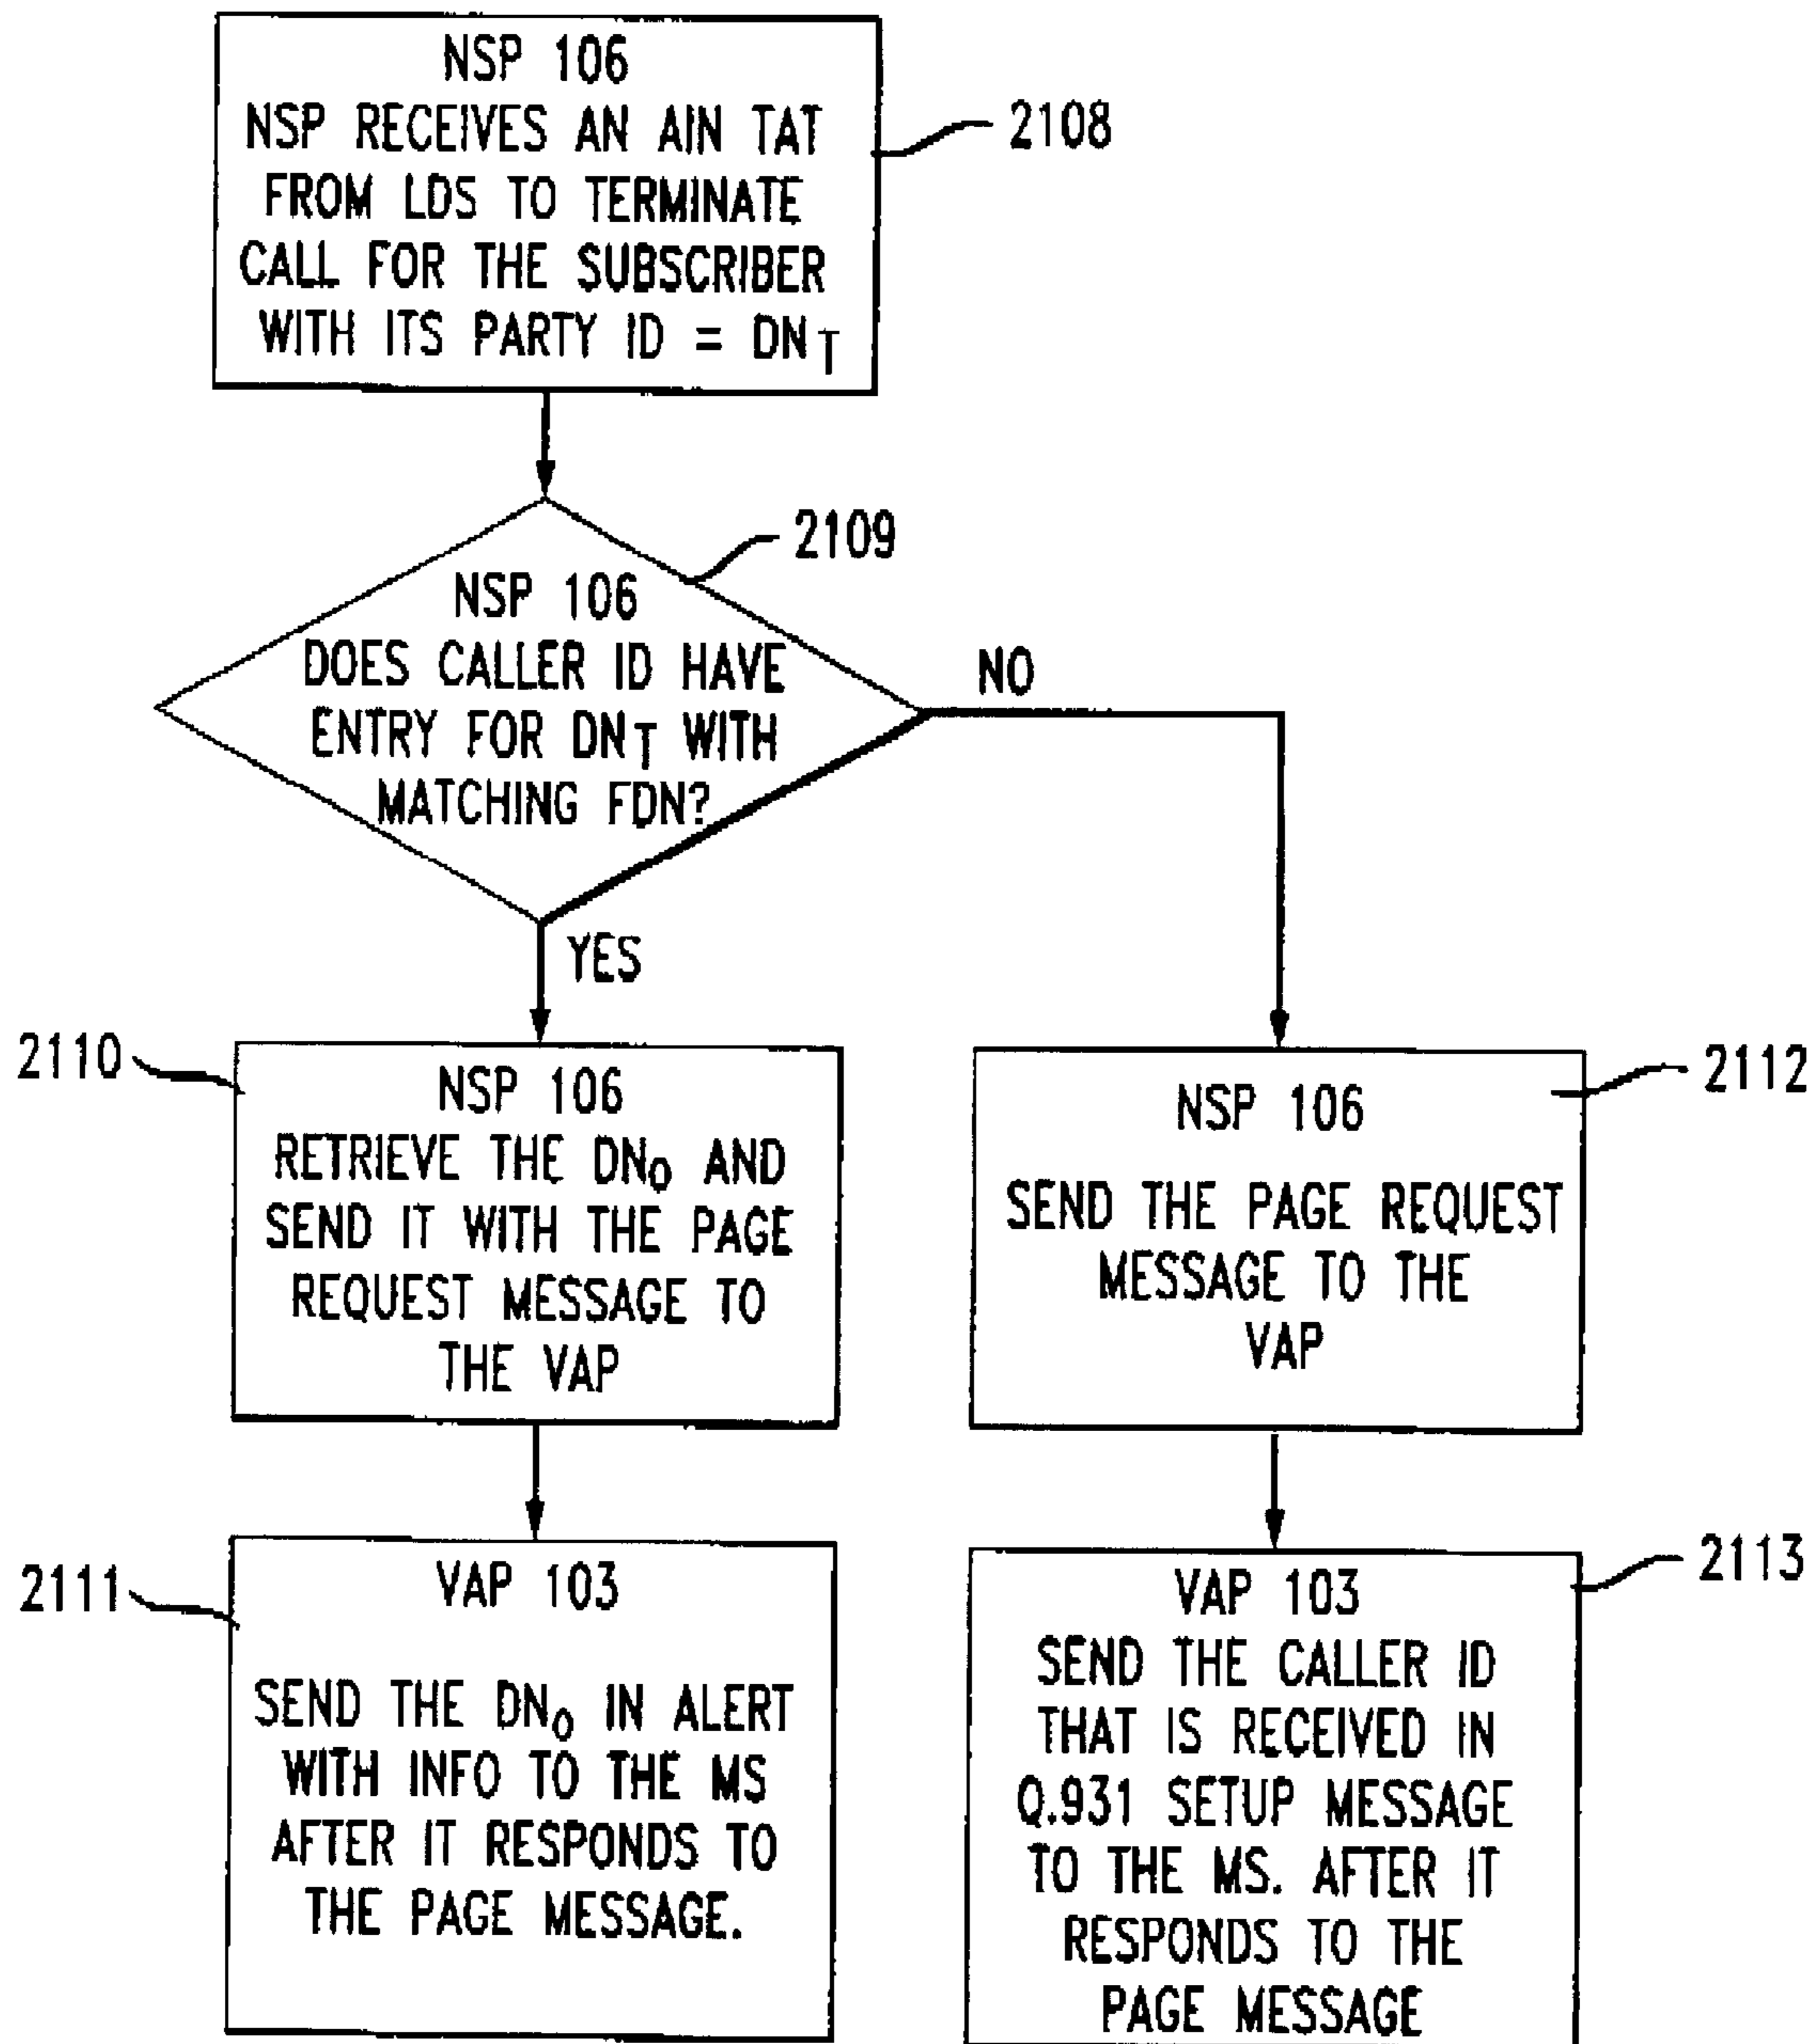 NSP 106
NSP RECEIVES AN AIN TAT
FROM LDS TO TERMINATE
CALL FOR THE SUBSCRIBER
WITH ITS PARTY ID = DNT
2108
2109
NSP 106
DOES CALLER ID HAVE
ENTRY FOR DNT WITH
MATCHING FDN?
NO
YES
2110
NSP 106
RETRIEVE THE DNO AND
SEND IT WITH THE PAGE
REQUEST MESSAGE TO
THE VAP
2112
NSP 106
SEND THE PAGE REQUEST
MESSAGE TO THE
VAP
2111
VAP 103
SEND THE DNO IN ALERT
WITH INFO TO THE MS
AFTER IT RESPONDS TO
THE PAGE MESSAGE.
2113
VAP 103
SEND THE CALLER ID
THAT IS RECEIVED IN
Q.931 SETUP MESSAGE
TO THE MS. AFTER IT
RESPONDS TO THE
PAGE MESSAGE